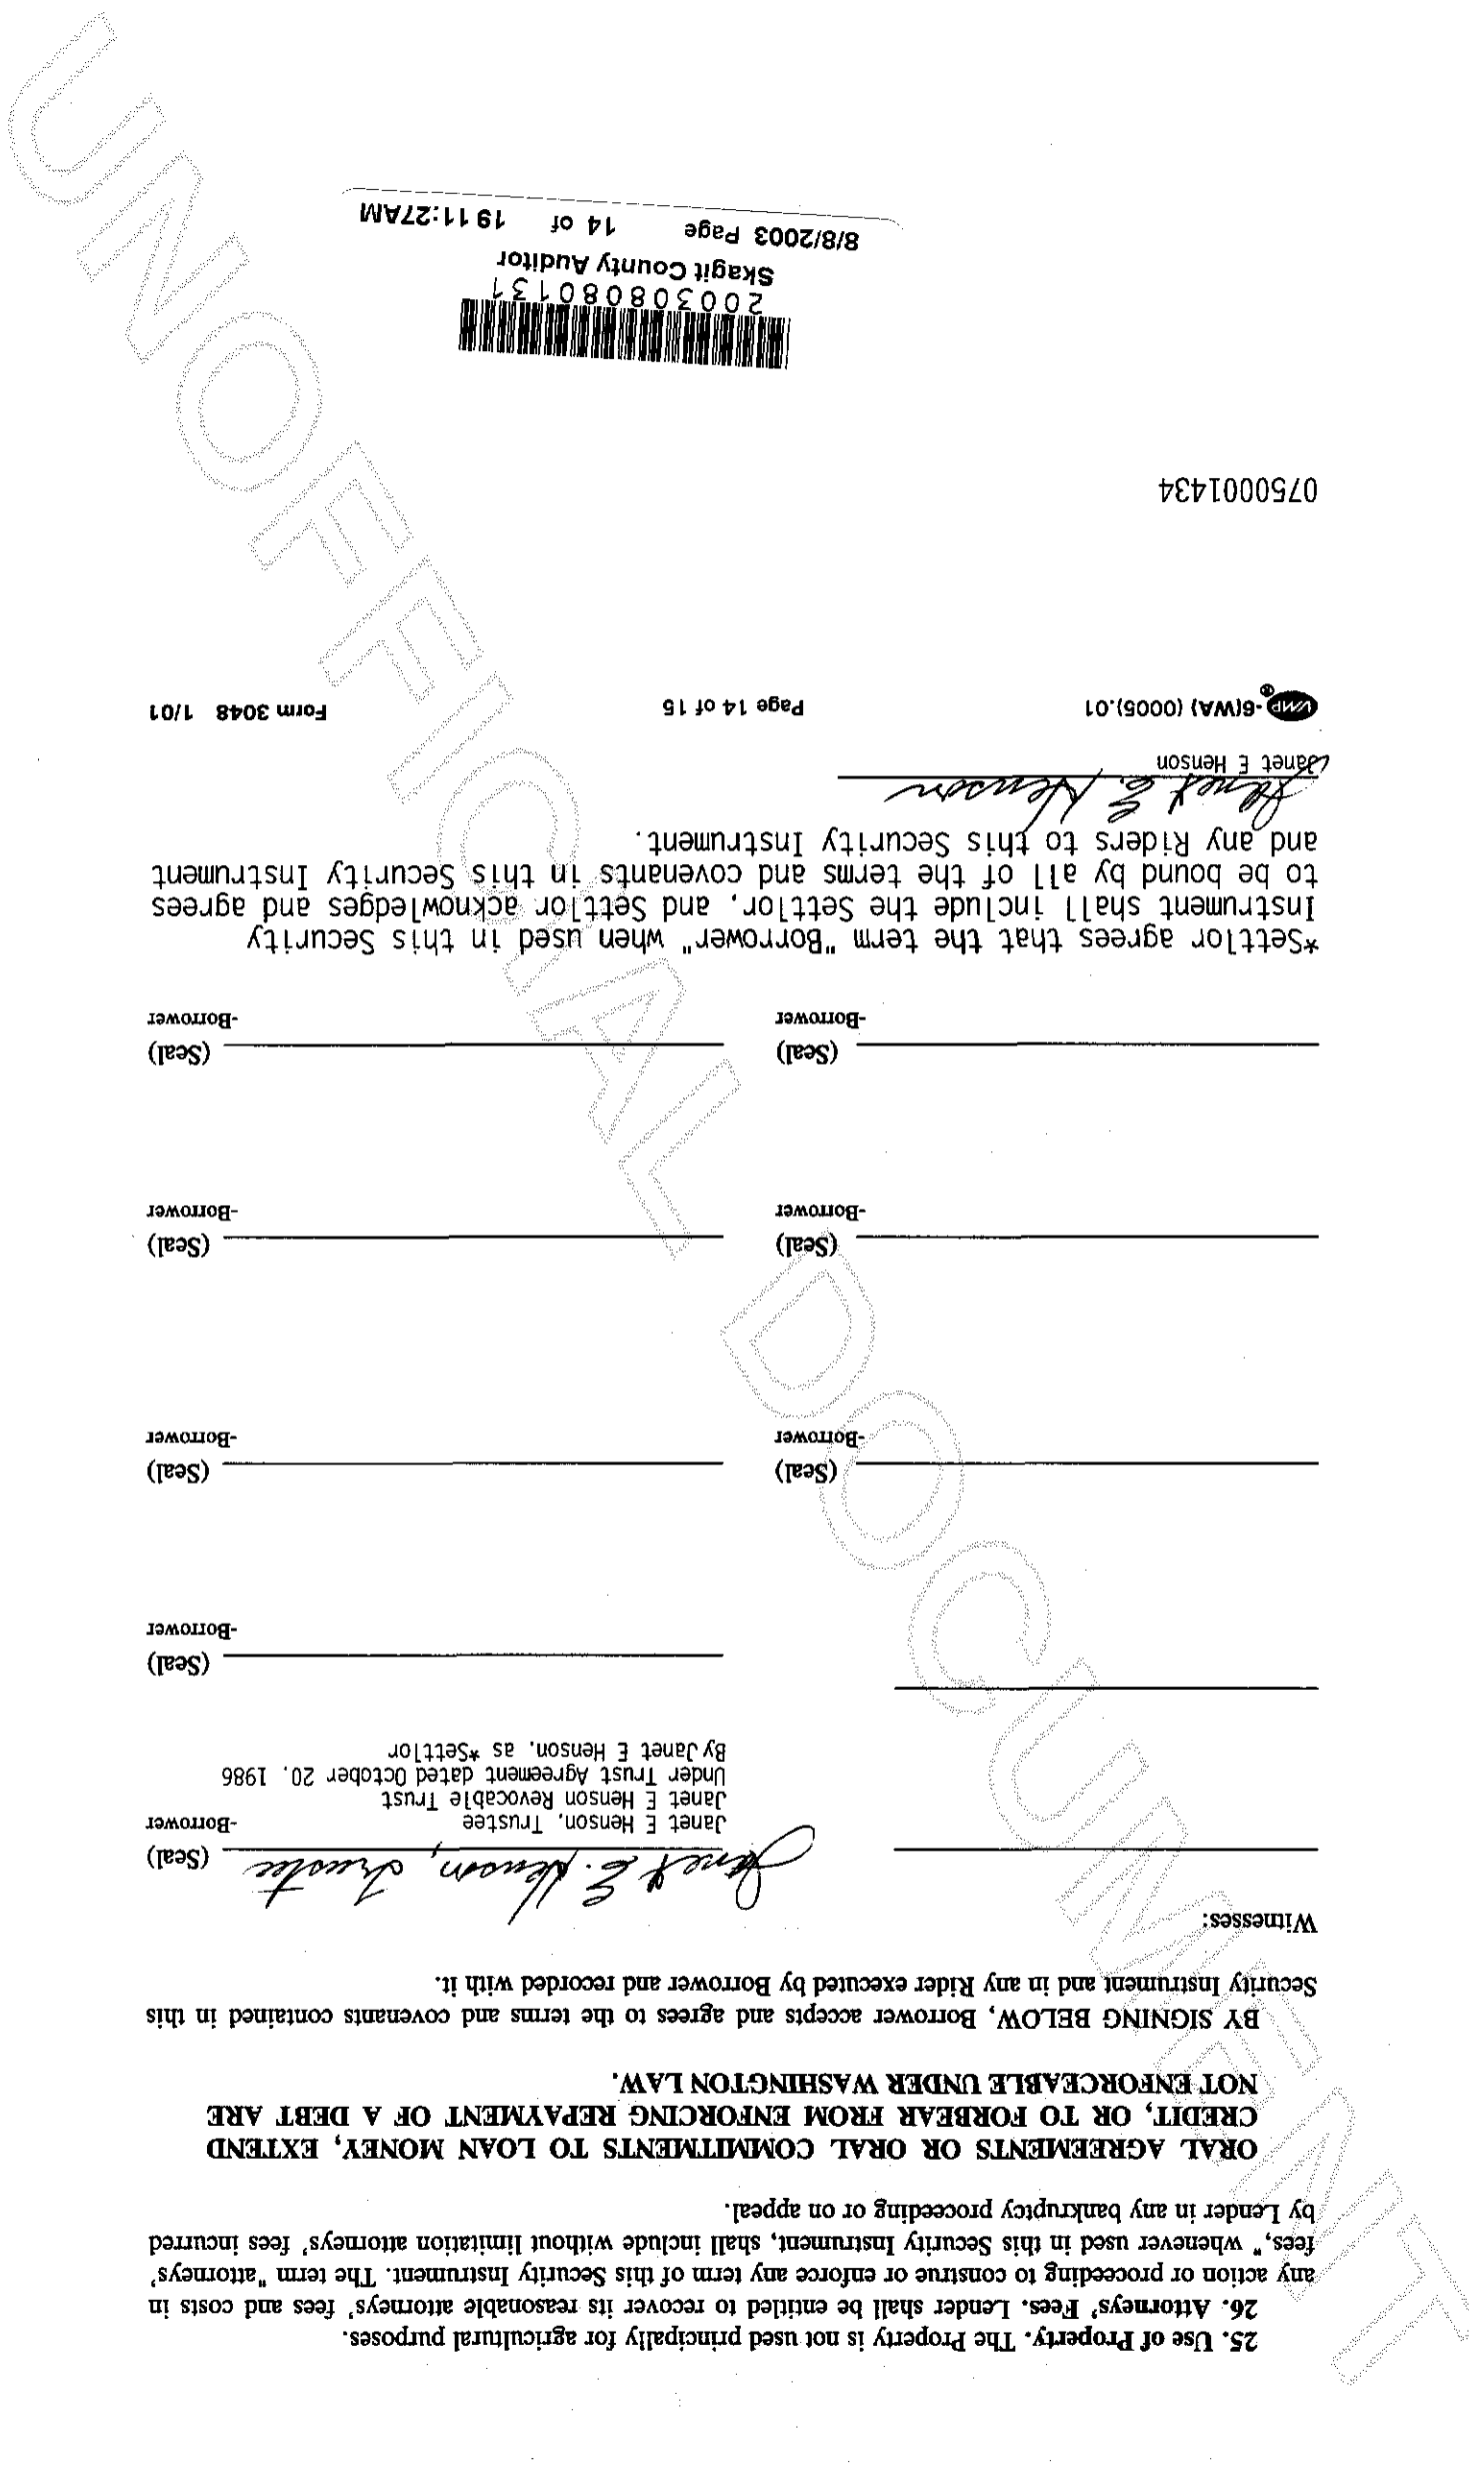 25. Use of Property. The Property is not used principally for agricultural purposes.
26. Attorneys' Fees. Lender shall be entitled to recover its reasonable attorneys' fees and costs in
any action or proceeding to construe or enforce any term of this Security Instrument. The term "attorneys'
fees," whenever used in this Security Instrument, shall include without limitation attorneys' fees incurred
by Lender in any bankruptcy proceeding or on appeal.
ORAL AGREEMENTS OR ORAL COMMITMENTS TO LOAN MONEY, EXTEND
CREDIT, OR TO FORBEAR FROM ENFORCING REPAYMENT OF A DEBT ARE
NOT ENFORCEABLE UNDER WASHINGTON LAW.
BY SIGNING BELOW, Borrower accepts and agrees to the terms and covenants contained in this
Security Instrument and in any Rider executed by Borrower and recorded with it.
Witnesses:
Janet E. Henson, Trustee (Seal)
Janet E Henson, Trustee -Borrower
Janet E Henson Revocable Trust
Under Trust Agreement dated October 20, 1986
By Janet E Henson, as *Settlor
(Seal)
-Borrower
(Seal) (Seal)
-Borrower -Borrower
(Seal) (Seal)
-Borrower -Borrower
(Seal) (Seal)
-Borrower -Borrower
*Settlor agrees that the term "Borrower" when used in this Security
Instrument shall include the Settlor, and Settlor acknowledges and agrees
to be bound by all of the terms and covenants in this Security Instrument
and any Riders to this Security Instrument.
Janet E. Henson
Janet E Henson
VMP®-6(WA) (0005).01 Page 14 of 15 Form 3048 1/01
0750001434
200308080131
Skagit County Auditor
8/8/2003 Page 14 of 19 11:27AM
UNOFFICIAL DOCUMENT